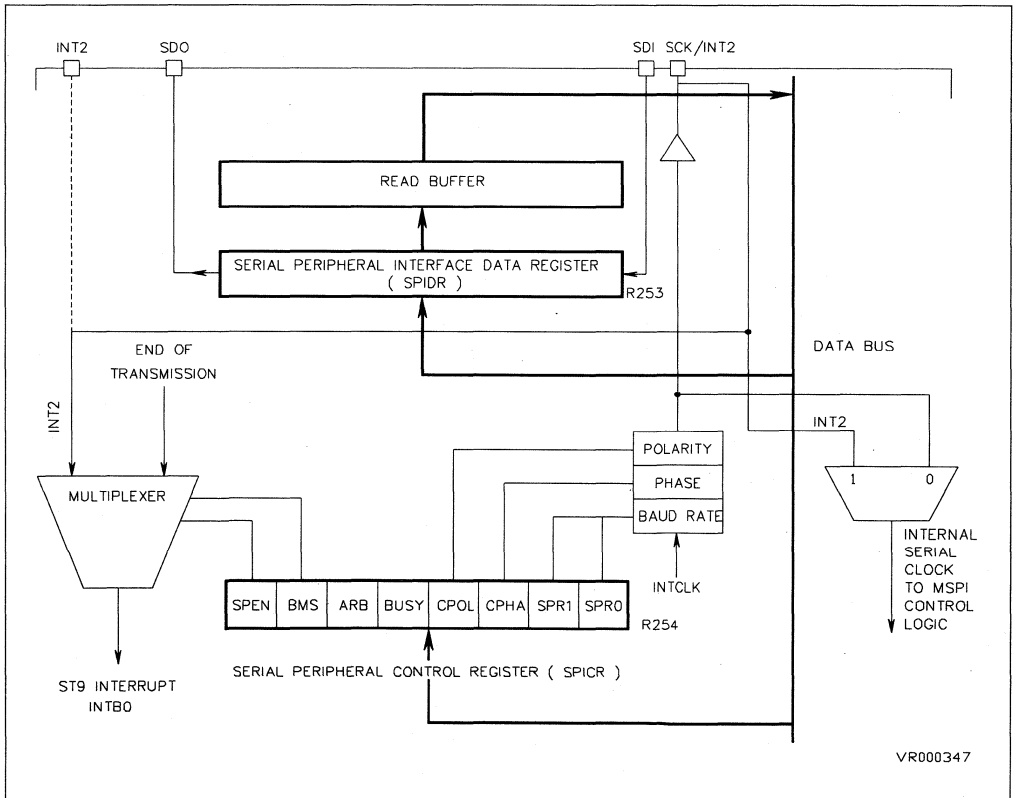 INT2 SDO SDI SCK/INT2
READ BUFFER
SERIAL PERIPHERAL INTERFACE DATA REGISTER
( SPIDR )
R253
END OF
TRANSMISSION
DATA BUS
INT2
INT2
POLARITY
PHASE
BAUD RATE
MULTIPLEXER
1 0
INTCLK
INTERNAL
SERIAL
CLOCK
TO MSPI
CONTROL
LOGIC
SPEN BMS ARB BUSY CPOL CPHA SPR1 SPR0
R254
SERIAL PERIPHERAL CONTROL REGISTER ( SPICR )
ST9 INTERRUPT
INTB0
VR000347